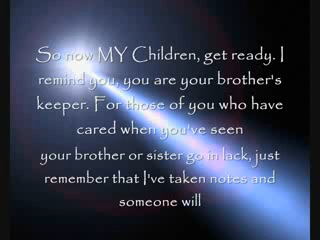 So now MY Children, get ready. I
remind you, you are your brother's
keeper. For those of you who have
cared when you've seen
your brother or sister go in lack, just
remember that I've taken notes and
someone will